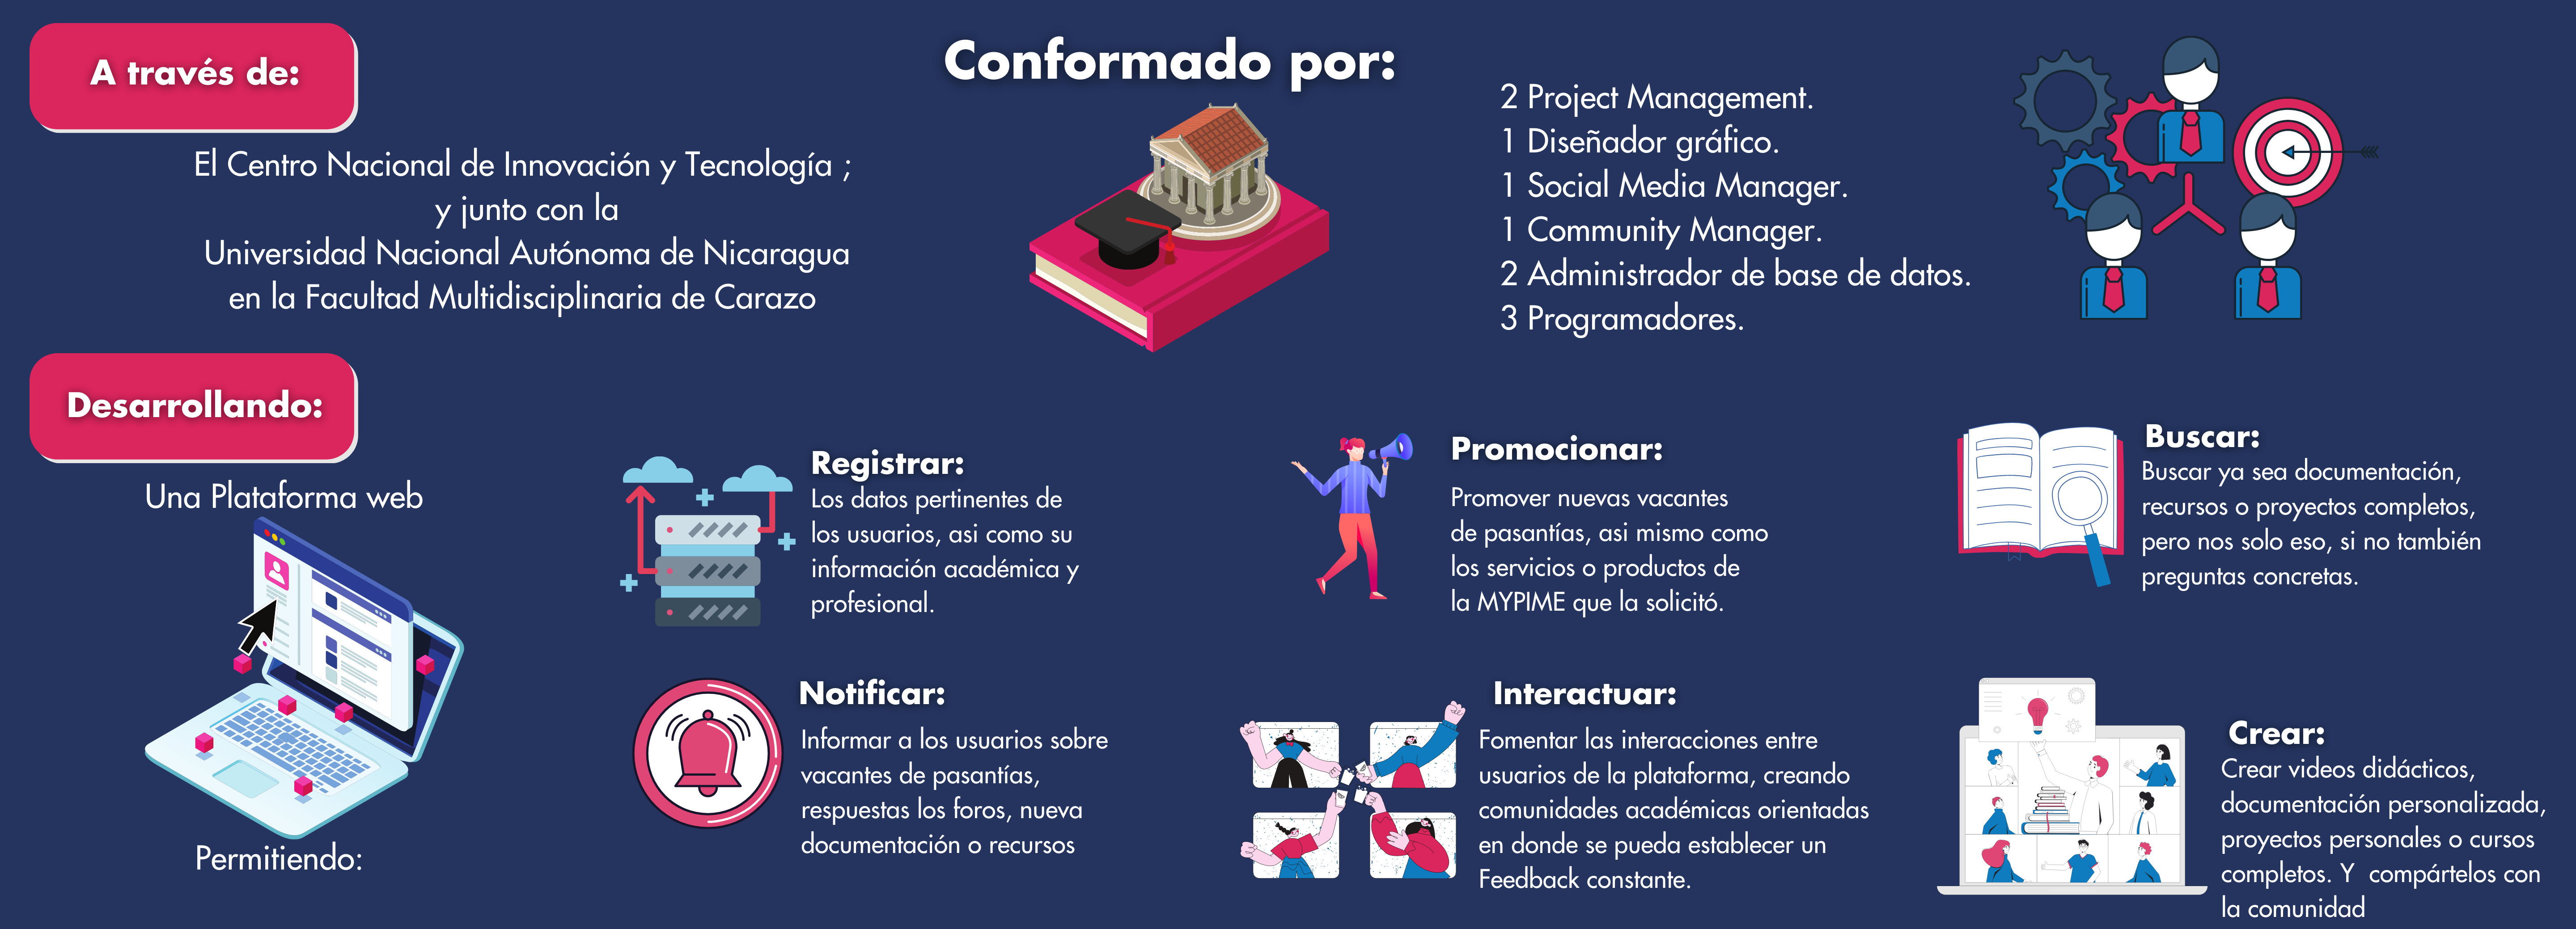 A través de:
El Centro Nacional de Innovación y Tecnología ;
y junto con la
Universidad Nacional Autónoma de Nicaragua
en la Facultad Multidisciplinaria de Carazo
Conformado por:
2 Project Management.
1 Diseñador gráfico.
1 Social Media Manager.
1 Community Manager.
2 Administrador de base de datos.
3 Programadores.
Desarrollando:
Una Plataforma web
Permitiendo:
Registrar:
Los datos pertinentes de
los usuarios, asi como su
información académica y
profesional.
Promocionar:
Promover nuevas vacantes
de pasantías, asi mismo como
los servicios o productos de
la MYPIME que la solicitó.
Buscar:
Buscar ya sea documentación,
recursos o proyectos completos,
pero nos solo eso, si no también
preguntas concretas.
Notificar:
Informar a los usuarios sobre
vacantes de pasantías,
respuestas los foros, nueva
documentación o recursos
Interactuar:
Fomentar las interacciones entre
usuarios de la plataforma, creando
comunidades académicas orientadas
en donde se pueda establecer un
Feedback constante.
Crear:
Crear videos didácticos,
documentación personalizada,
proyectos personales o cursos
completos. Y  compártelos con
la comunidad